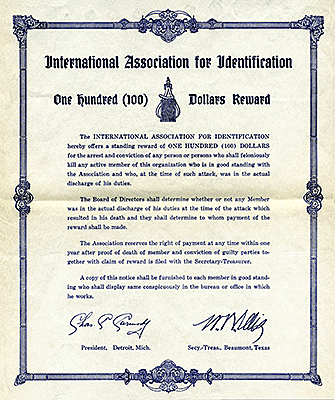 International Association for Identification
One Hundred (100) Dollars Reward
The INTERNATIONAL ASSOCIATION FOR IDENTIFICATION
hereby offers a standing reward of ONE HUNDRED (100) DOLLARS
for the arrest and conviction of any person or persons who shall feloniously
kill any active member of this organization who is in good standing with
the Association and who, at the time of such attack, was in the actual
discharge of his duties.
The Board of Directors shall determine whether or not any Member
was in the actual discharge of his duties at the time of the attack which
resulted in his death and they shall determine to whom payment of the
reward shall be made.
The Association reserves the right of payment at any time within one
year after proof of death of member and conviction of guilty parties to-
gether with claim of reward is filed with the Secretary-Treasurer.
A copy of this notice shall be furnished to each member in good stand-
ing who shall display same conspicuously in the bureau or office in which
he works.
Chas. P.
President, Detroit, Mich. Secy.-Treas., Beaumont, Texas